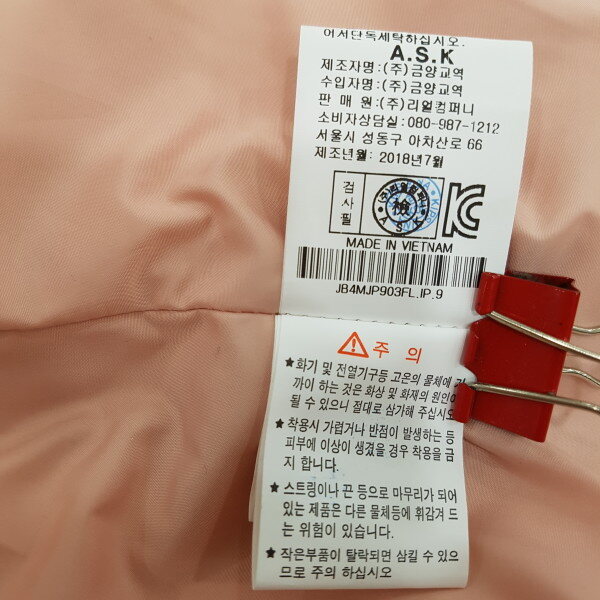 어서단독세탁하십시오.
A.S.K
제조자명:(주)금양교역
수입자명:(주)금양교역
판 매 원:(주)리얼컴퍼니
소비자상담실:080-987-1212
서울시 성동구 아차산로 66
제조년월: 2018년7월
검사필
(주)리얼컴퍼니
檢
A S K
KC
MADE IN VIETNAM
JB4MJP903FL.IP.9
주 의
★화기 및 전열기구등 고온의 물체에
까이 하는 것은 화상 및 화재의 원인이
될 수 있으니 절대로 삼가해 주십시오
★착용시 가렵거나 반점이 발생하는 등
피부에 이상이 생겼을 경우 착용을 금
지 합니다.
★스트링이나 끈 등으로 마무리가 되어
있는 제품은 다른 물체등에 휘감겨 드
는 위험이 있습니다.
★작은부품이 탈락되면 삼킬 수 있으
므로 주의 하십시오